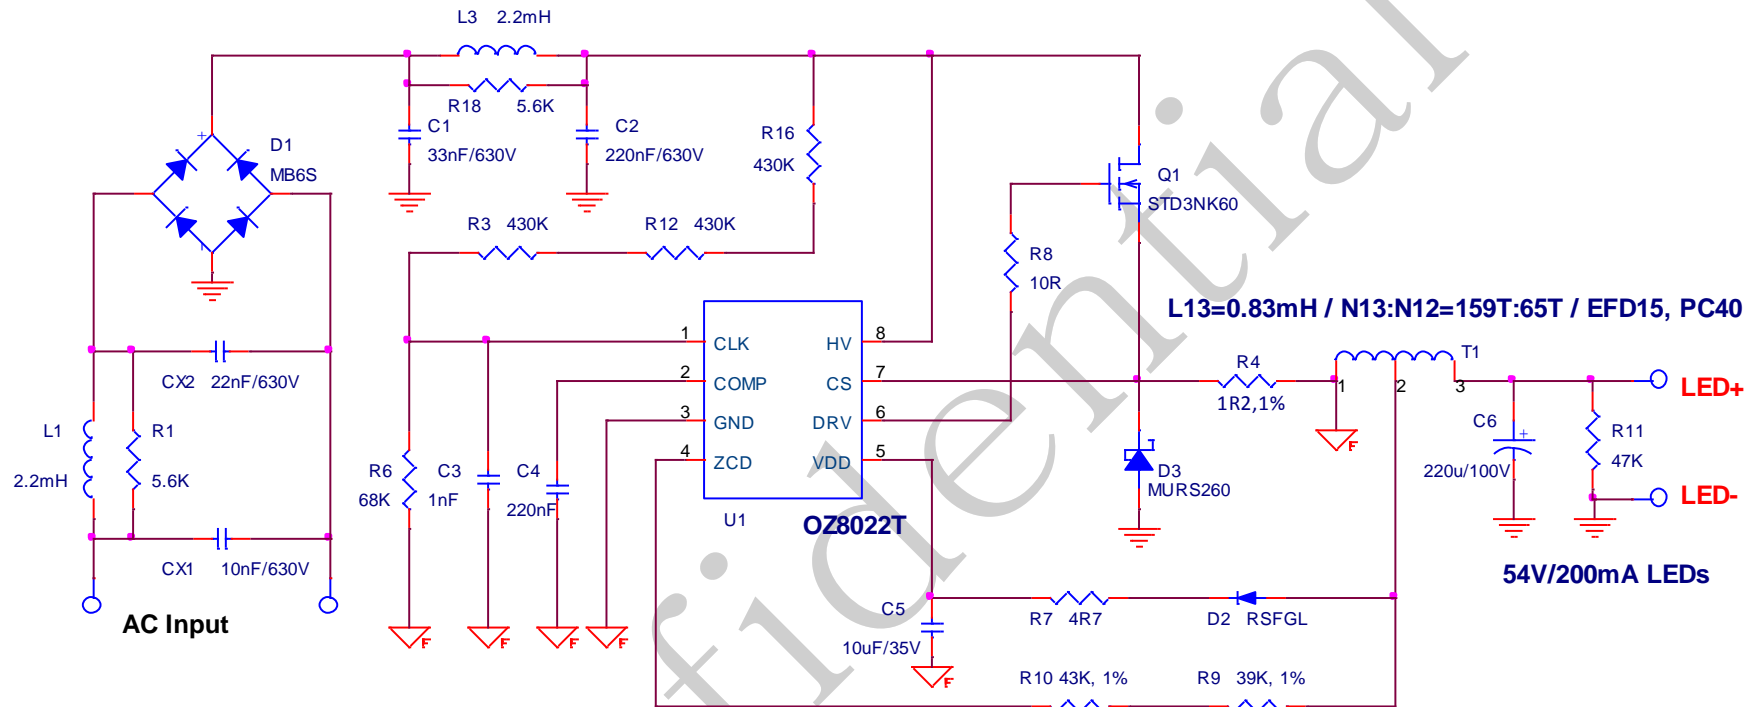 L3 2.2mH
R18 5.6K
C1
33nF/630V
C2
220nF/630V
R16
430K
+
D1
MB6S
-
Q1
STD3NK60
R3 430K
R12 430K
R8
10R
L13=0.83mH / N13:N12=159T:65T / EFD15, PC40
1 CLK
2 COMP
3 GND
4 ZCD
HV 8
CS 7
DRV 6
VDD 5
U1
OZ8022T
CX2 22nF/630V
L1
2.2mH
R1
5.6K
CX1 10nF/630V
AC Input
R6
68K
C3
1nF
C4
220nF
R4
1R2,1%
T1
1
2
3
LED+
D3
MURS260
C6
+
220u/100V
R11
47K
LED-
54V/200mA LEDs
C5
10uF/35V
R7 4R7
D2 RSFGL
R10 43K, 1%
R9 39K, 1%
F
F
F
F
F
F
fidential